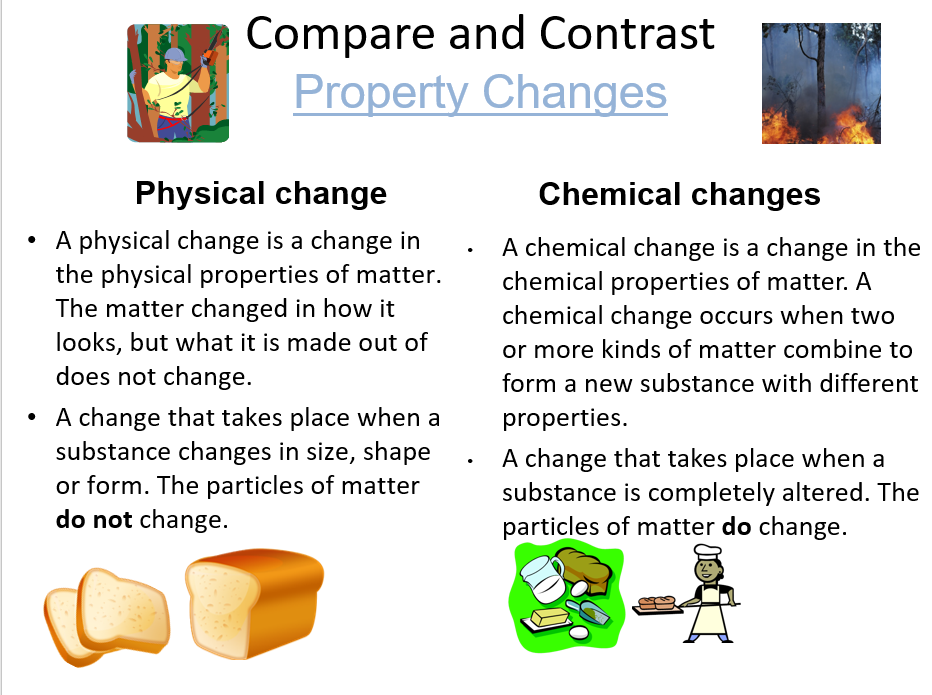 Compare and Contrast
Property Changes
Physical change
• A physical change is a change in
the physical properties of matter.
The matter changed in how it
looks, but what it is made out of
does not change.
• A change that takes place when a
substance changes in size, shape
or form. The particles of matter
do not change.
Chemical changes
• A chemical change is a change in the
chemical properties of matter. A
chemical change occurs when two
or more kinds of matter combine to
form a new substance with different
properties.
• A change that takes place when a
substance is completely altered. The
particles of matter do change.